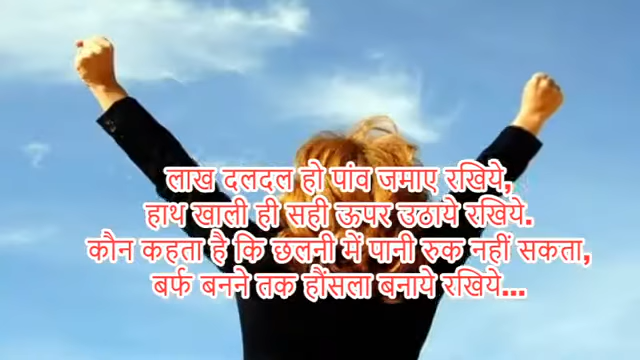 लाख दलदल हो पांव जमाए रखिये,
हाथ खाली ही सही ऊपर उठाये रखिये.
कौन कहता है कि छलनी में पानी रुक नहीं सकता,
बर्फ बनने तक हौंसला बनाये रखिये...